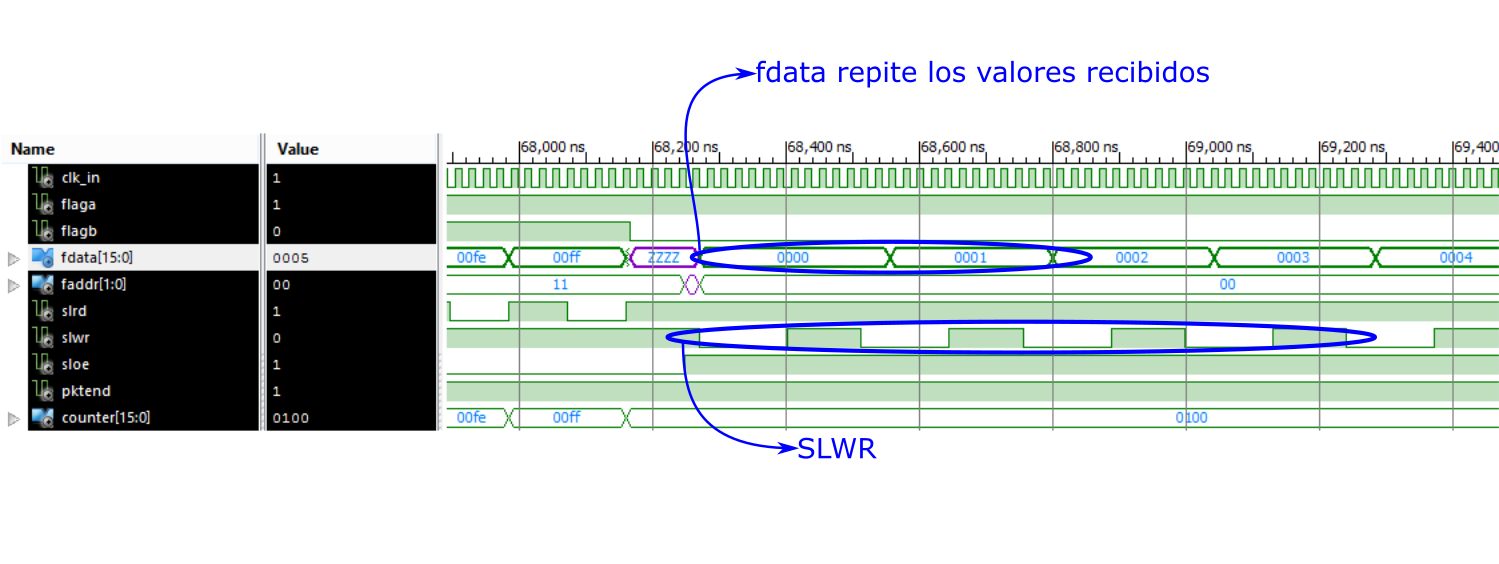 fdata repite los valores recibidos
Name Value 68,000 ns 68,200 ns 68,400 ns 68,600 ns 68,800 ns 69,000 ns 69,200 ns 69,400
clk_in 1
flaga 1
flagb 0
fdata[15:0] 0005 00fe 00ff ZZZZ 0000 0001 0002 0003 0004
faddr[1:0] 00 11 00
slrd 1
slwr 0
sloe 1
pktend 1
counter[15:0] 0100 00fe 00ff 0100
SLWR